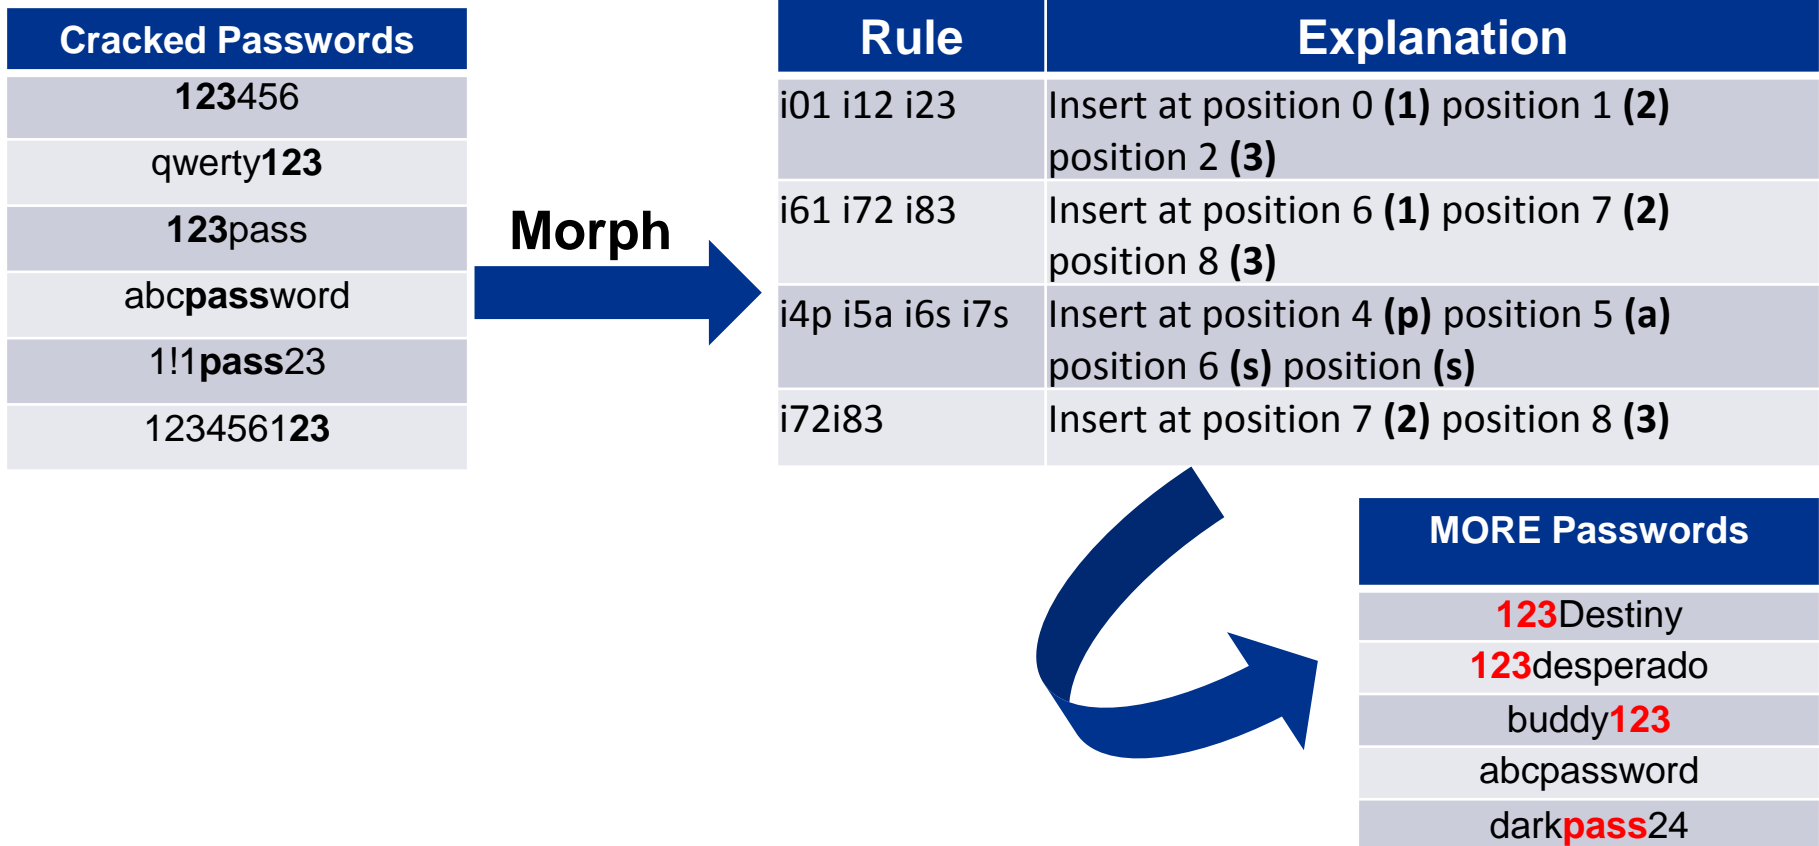 Cracked Passwords
123456
qwerty123
123pass
abcpassword
1!1pass23
123456123
Morph
Rule Explanation
i01 i12 i23 Insert at position 0 (1) position 1 (2)
position 2 (3)
i61 i72 i83 Insert at position 6 (1) position 7 (2)
position 8 (3)
i4p i5a i6s i7s Insert at position 4 (p) position 5 (a)
position 6 (s) position (s)
i72i83 Insert at position 7 (2) position 8 (3)
MORE Passwords
123Destiny
123desperado
buddy123
abcpassword
darkpass24